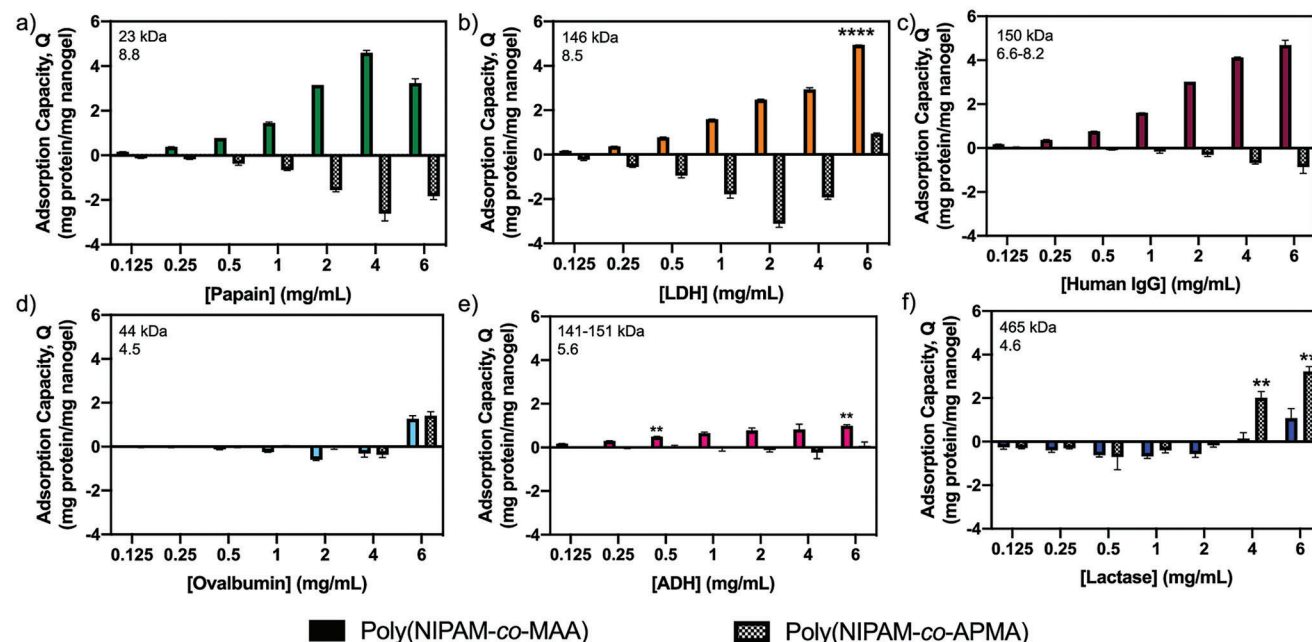 a)
23 kDa
8.8
Adsorption Capacity, Q
(mg protein/mg nanogel)
6
4
2
0
-2
-4
0.125 0.25 0.5 1 2 4 6
[Papain] (mg/mL)
b)
146 kDa
8.5
****
Adsorption Capacity, Q
(mg protein/mg nanogel)
6
4
2
0
-2
-4
0.125 0.25 0.5 1 2 4 6
[LDH] (mg/mL)
c)
150 kDa
6.6-8.2
Adsorption Capacity, Q
(mg protein/mg nanogel)
6
4
2
0
-2
-4
0.125 0.25 0.5 1 2 4 6
[Human IgG] (mg/mL)
d)
44 kDa
4.5
Adsorption Capacity, Q
(mg protein/mg nanogel)
6
4
2
0
-2
-4
0.125 0.25 0.5 1 2 4 6
[Ovalbumin] (mg/mL)
e)
141-151 kDa
5.6
** **
Adsorption Capacity, Q
(mg protein/mg nanogel)
6
4
2
0
-2
-4
0.125 0.25 0.5 1 2 4 6
[ADH] (mg/mL)
f)
465 kDa
4.6
** **
Adsorption Capacity, Q
(mg protein/mg nanogel)
6
4
2
0
-2
-4
0.125 0.25 0.5 1 2 4 6
[Lactase] (mg/mL)
Poly(NIPAM-co-MAA) Poly(NIPAM-co-APMA)